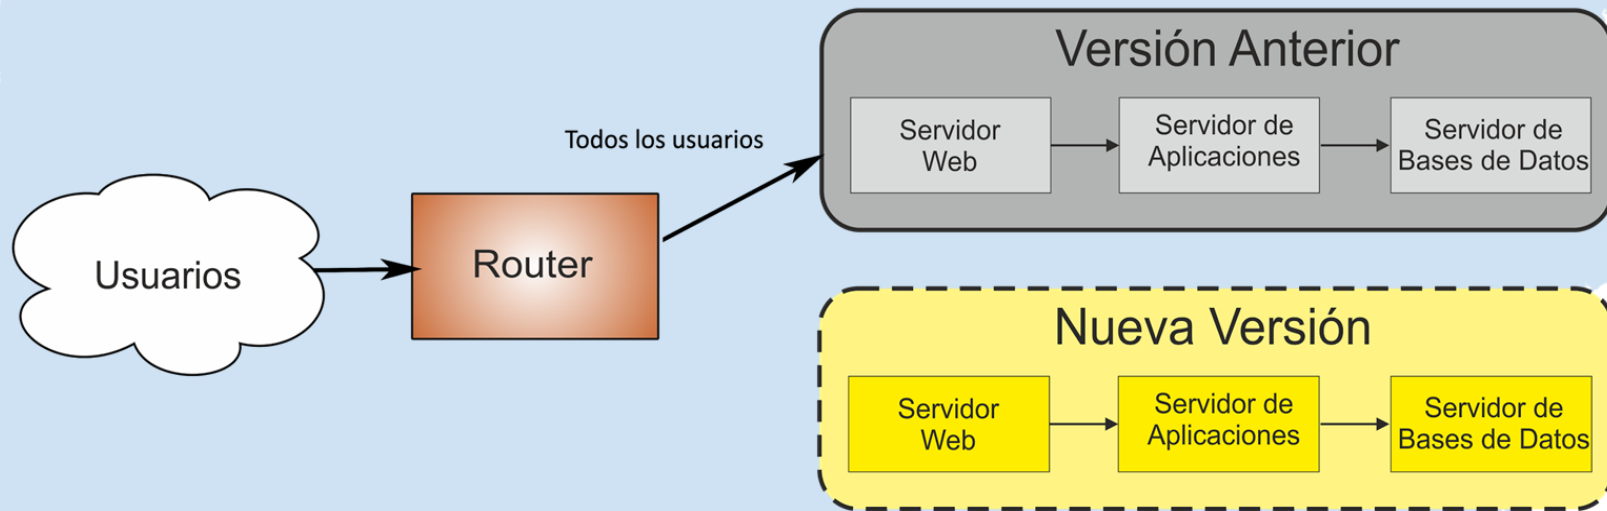 Versión Anterior
Servidor
Web
Servidor de
Aplicaciones
Servidor de
Bases de Datos
Todos los usuarios
Usuarios
Router
Nueva Versión
Servidor
Web
Servidor de
Aplicaciones
Servidor de
Bases de Datos